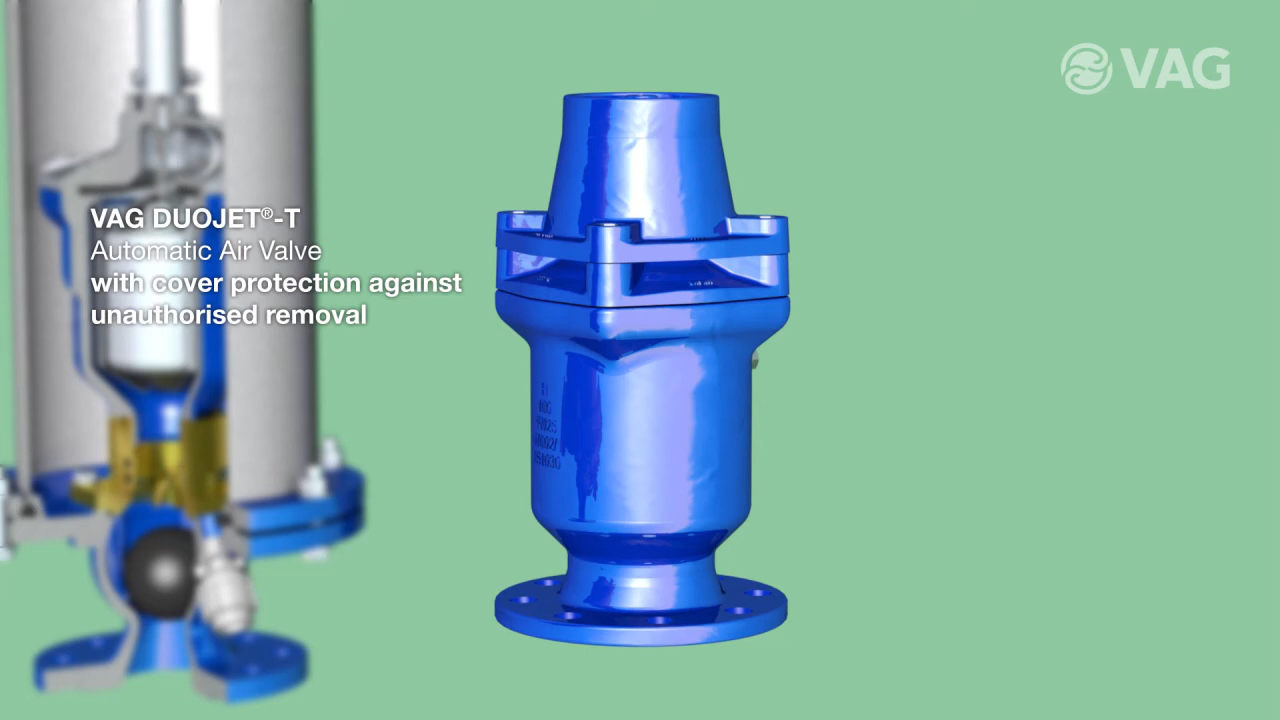 VAG
VAG DUOJET®-T
Automatic Air Valve
with cover protection against
unauthorised removal